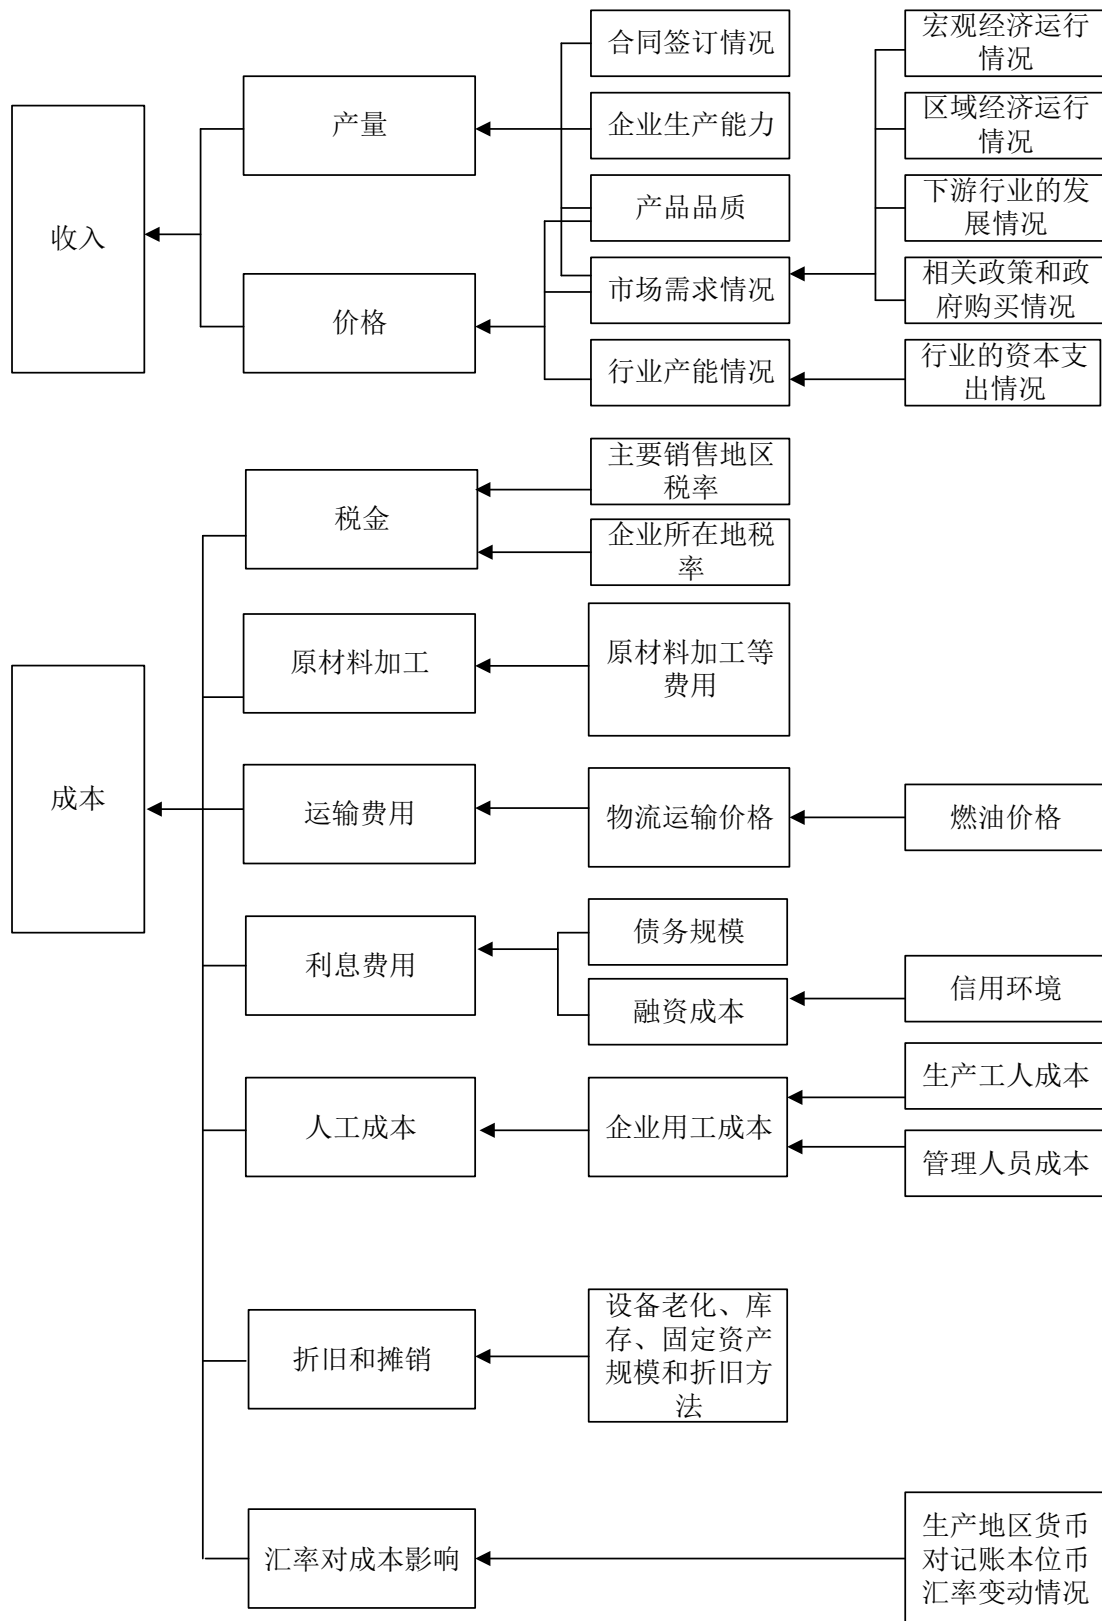 收入
产量
价格
合同签订情况
企业生产能力
产品品质
市场需求情况
行业产能情况
宏观经济运行
情况
区域经济运行
情况
下游行业的发
展情况
相关政策和政
府购买情况
行业的资本支
出情况
成本
税金
主要销售地区
税率
企业所在地税
率
原材料加工
原材料加工等
费用
运输费用
物流运输价格
燃油价格
利息费用
债务规模
融资成本
信用环境
人工成本
企业用工成本
生产工人成本
管理人员成本
折旧和摊销
设备老化、库
存、固定资产
规模和折旧方
法
汇率对成本影响
生产地区货币
对记账本位币
汇率变动情况